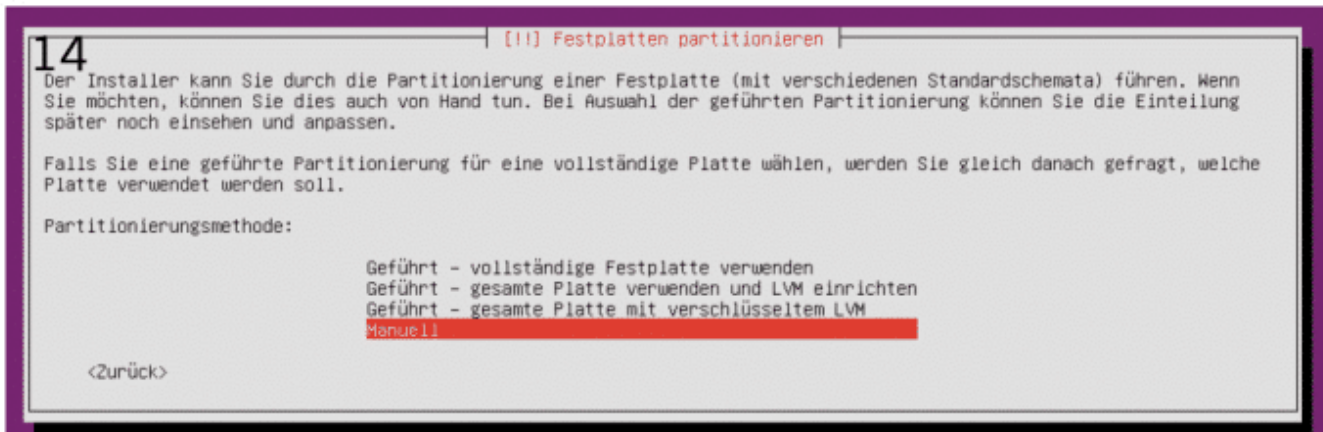 [!!] Festplatten partitionieren
14
Der Installer kann Sie durch die Partitionierung einer Festplatte (mit verschiedenen Standardschemata) führen. Wenn
Sie möchten, können Sie dies auch von Hand tun. Bei Auswahl der geführten Partitionierung können Sie die Einteilung
später noch einsehen und anpassen.
Falls Sie eine geführte Partitionierung für eine vollständige Platte wählen, werden Sie gleich danach gefragt, welche
Platte verwendet werden soll.
Partitionierungsmethode:
Geführt – vollständige Festplatte verwenden
Geführt – gesamte Platte verwenden und LVM einrichten
Geführt – gesamte Platte mit verschlüsseltem LVM
Manuell
<Zurück>